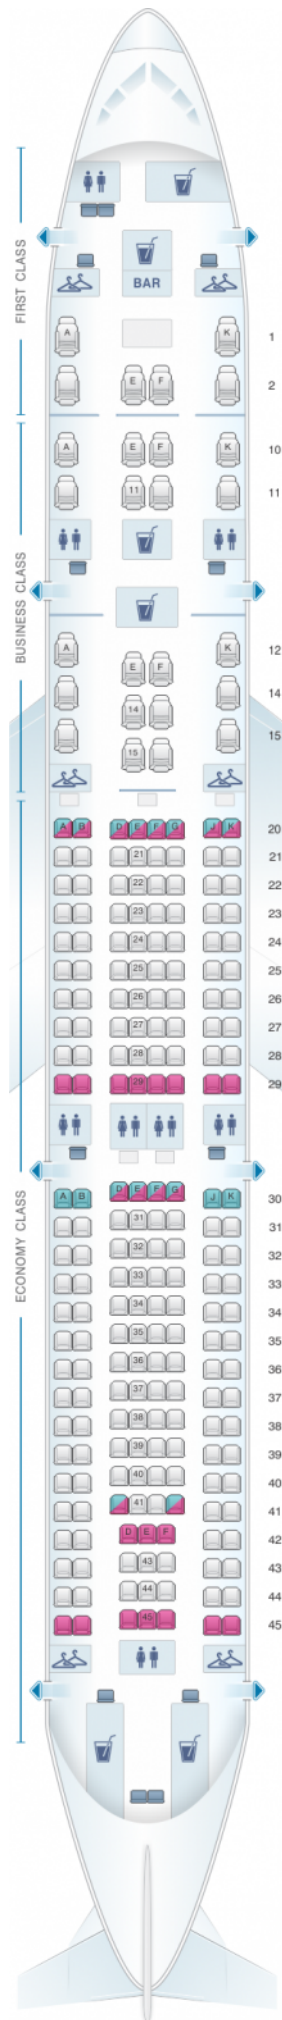 FIRST CLASS
BAR
A K 1
E F 2
BUSINESS CLASS
A E F K 10
11 11
A K 12
E F
14
14
15
15
ECONOMY CLASS
A B D E F G J K 20
21 21
22 22
23 23
24 24
25 25
26 26
27 27
28 28
29 29
D E F G
A B J K 30
31 31
32 32
33 33
34 34
35 35
36 36
37 37
38 38
39 39
40 40
41 41
D E F 42
43 43
44 44
45 45